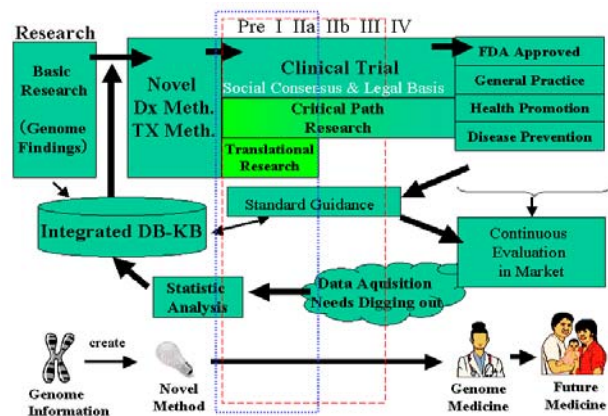 Research
Pre I IIa IIb III IV
Basic
Research
(Genome
Findings)
Novel
Dx Meth.
TX Meth.
Clinical Trial
Social Consensus & Legal Basis
Critical Path
Research
Translational
Research
FDA Approved
General Practice
Health Promotion
Disease Prevention
Standard Guidance
Integrated DB-KB
Continuous
Evaluation
in Market
Statistic
Analysis
Data Aquisition
Needs Digging out
create
Genome
Information
Novel
Method
Genome
Medicine
Future
Medicine